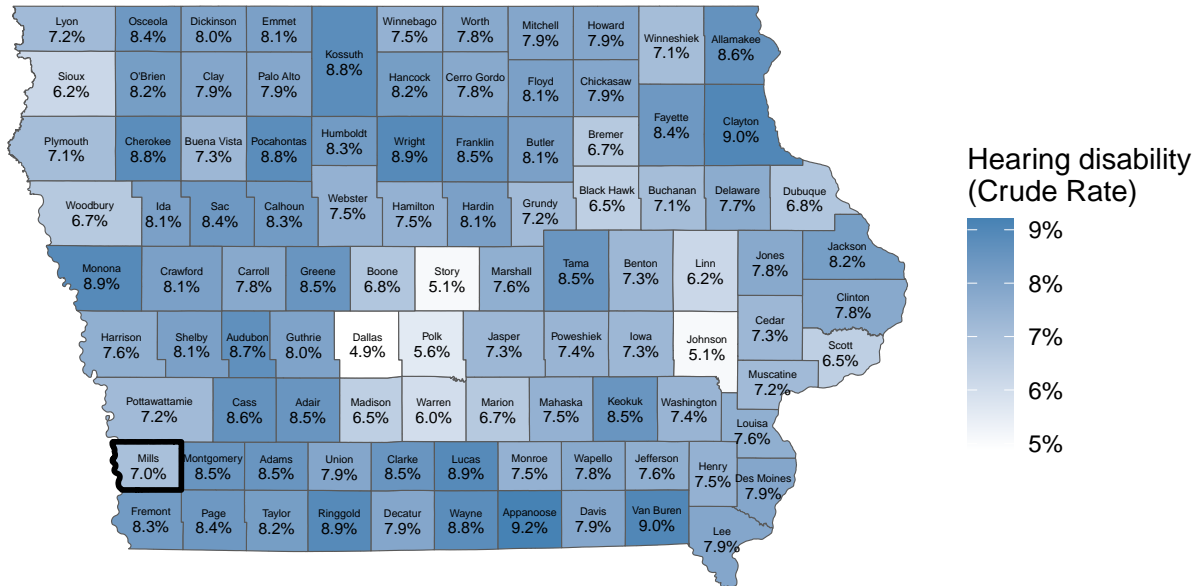 Lyon
7.2%
Osceola
8.4%
Dickinson
8.0%
Emmet
8.1%
Kossuth
8.8%
Winnebago
7.5%
Worth
7.8%
Mitchell
7.9%
Howard
7.9%
Winneshiek
7.1%
Allamakee
8.6%
Sioux
6.2%
O'Brien
8.2%
Clay
7.9%
Palo Alto
7.9%
Hancock
8.2%
Cerro Gordo
7.8%
Floyd
8.1%
Chickasaw
7.9%
Fayette
8.4%
Clayton
9.0%
Plymouth
7.1%
Cherokee
8.8%
Buena Vista
7.3%
Pocahontas
8.8%
Humboldt
8.3%
Wright
8.9%
Franklin
8.5%
Butler
8.1%
Bremer
6.7%
Woodbury
6.7%
Ida
8.1%
Sac
8.4%
Calhoun
8.3%
Webster
7.5%
Hamilton
7.5%
Hardin
8.1%
Grundy
7.2%
Black Hawk
6.5%
Buchanan
7.1%
Delaware
7.7%
Dubuque
6.8%
Monona
8.9%
Crawford
8.1%
Carroll
7.8%
Greene
8.5%
Boone
6.8%
Story
5.1%
Marshall
7.6%
Tama
8.5%
Benton
7.3%
Linn
6.2%
Jones
7.8%
Jackson
8.2%
Clinton
7.8%
Harrison
7.6%
Shelby
8.1%
Audubon
8.7%
Guthrie
8.0%
Dallas
4.9%
Polk
5.6%
Jasper
7.3%
Poweshiek
7.4%
Iowa
7.3%
Johnson
5.1%
Cedar
7.3%
Scott
6.5%
Muscatine
7.2%
Pottawattamie
7.2%
Cass
8.6%
Adair
8.5%
Madison
6.5%
Warren
6.0%
Marion
6.7%
Mahaska
7.5%
Keokuk
8.5%
Washington
7.4%
Louisa
7.6%
Mills
7.0%
Montgomery
8.5%
Adams
8.5%
Union
7.9%
Clarke
8.5%
Lucas
8.9%
Monroe
7.5%
Wapello
7.8%
Jefferson
7.6%
Henry
7.5%
Des Moines
7.9%
Fremont
8.3%
Page
8.4%
Taylor
8.2%
Ringgold
8.9%
Decatur
7.9%
Wayne
8.8%
Appanoose
9.2%
Davis
7.9%
Van Buren
9.0%
Lee
7.9%
Hearing disability
(Crude Rate)
9%
8%
7%
6%
5%